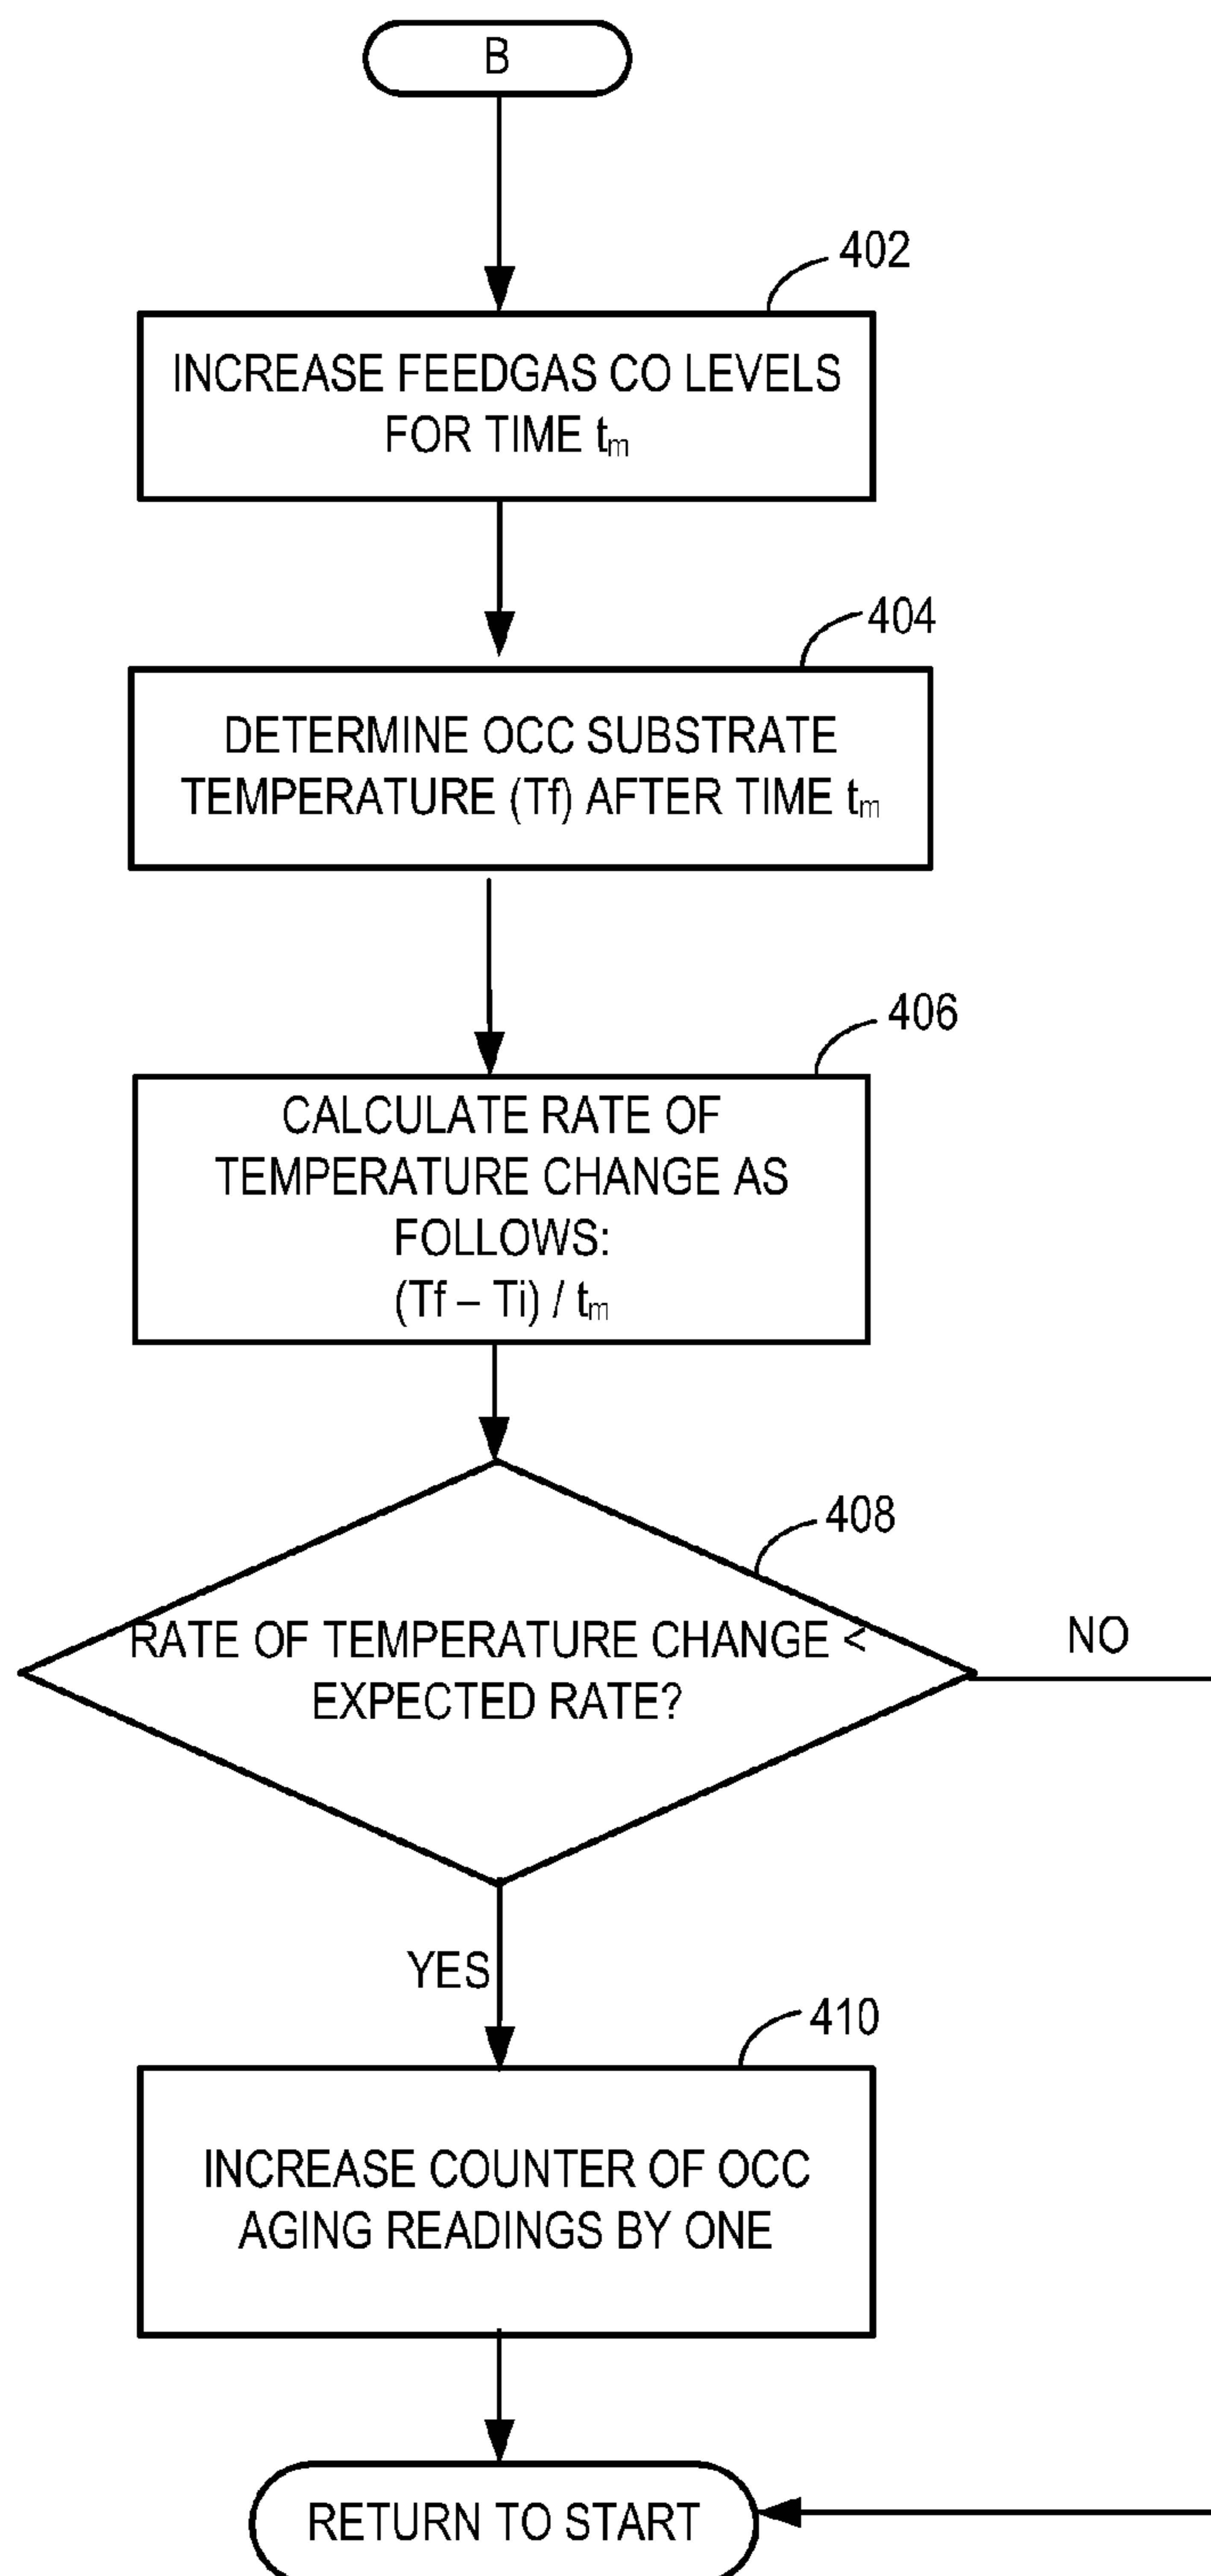 B
402
INCREASE FEEDGAS CO LEVELS
FOR TIME tm
404
DETERMINE OCC SUBSTRATE
TEMPERATURE (Tf) AFTER TIME tm
406
CALCULATE RATE OF
TEMPERATURE CHANGE AS
FOLLOWS:
(Tf – Ti) / tm
408
RATE OF TEMPERATURE CHANGE <
EXPECTED RATE?
NO
YES
410
INCREASE COUNTER OF OCC
AGING READINGS BY ONE
RETURN TO START